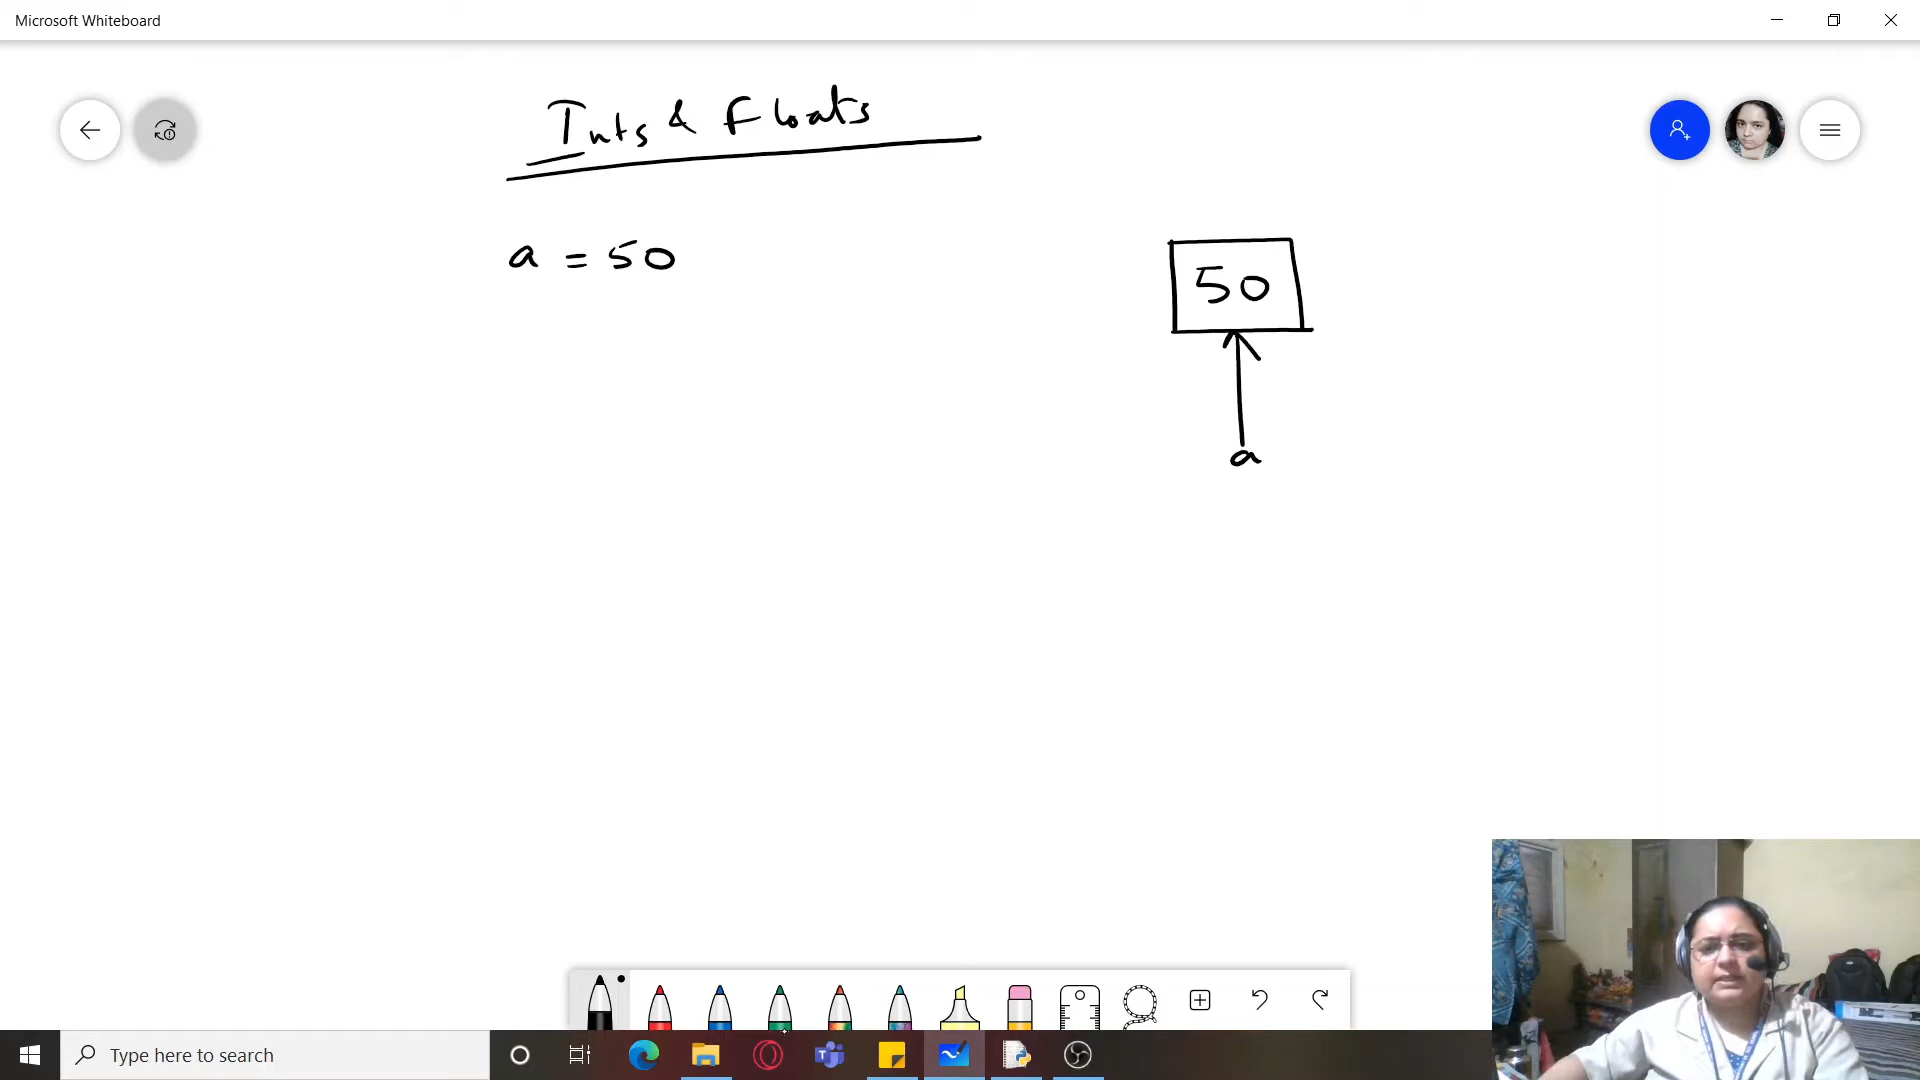 Microsoft Whiteboard
Ints & Floats
a = 50
50
a
Type here to search